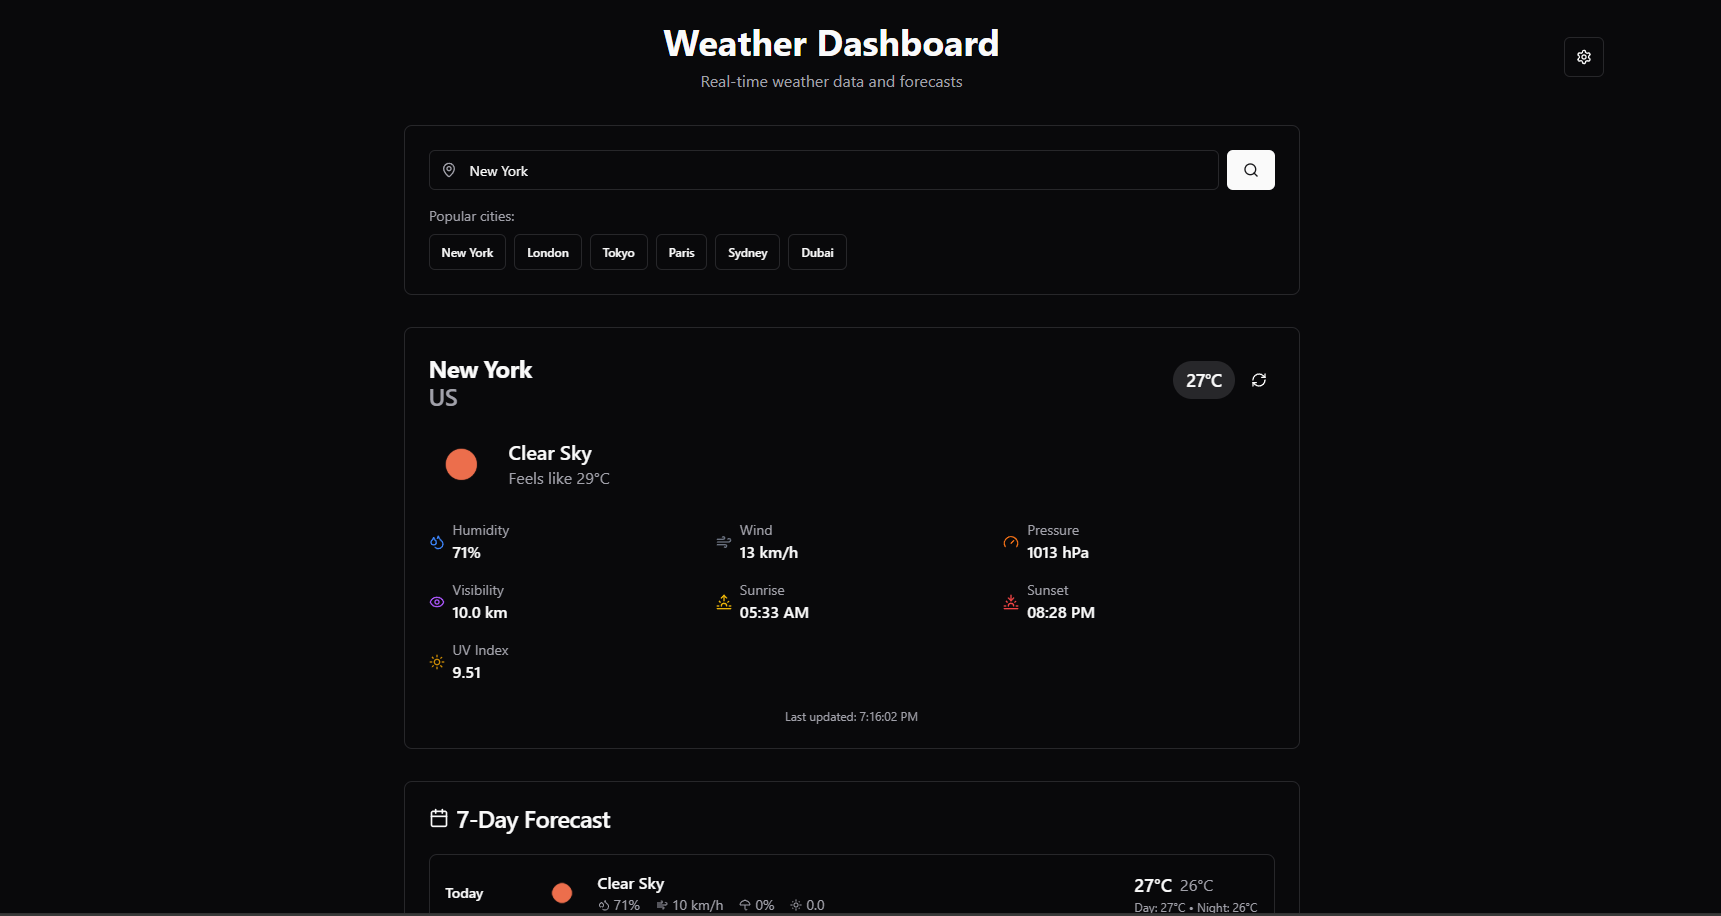 Weather Dashboard
Real-time weather data and forecasts
New York
Popular cities:
New York London Tokyo Paris Sydney Dubai
New York
US
27°C
Clear Sky
Feels like 29°C
Humidity
71%
Wind
13 km/h
Pressure
1013 hPa
Visibility
10.0 km
Sunrise
05:33 AM
Sunset
08:28 PM
UV Index
9.51
Last updated: 7:16:02 PM
7-Day Forecast
Today
Clear Sky
71% 10 km/h 0% 0.0
27°C 26°C
Day: 27°C • Night: 26°C